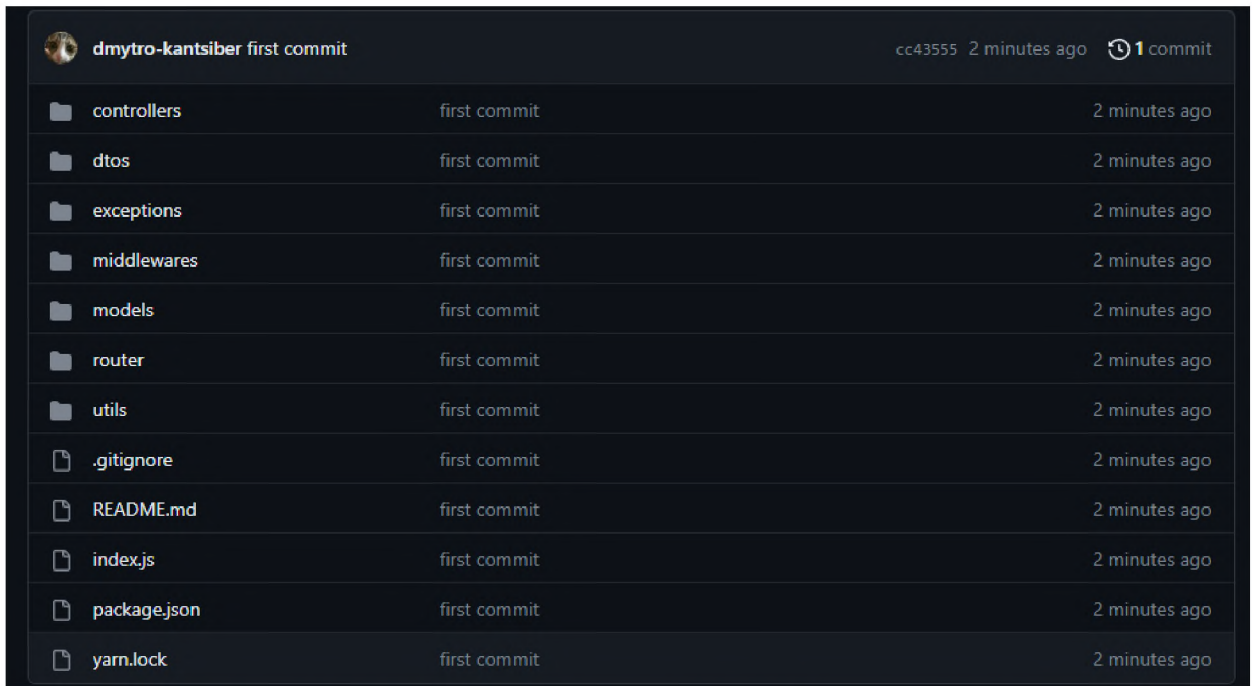 dmytro-kantsiber first commit cc43555 2 minutes ago 1 commit
controllers first commit 2 minutes ago
dtos first commit 2 minutes ago
exceptions first commit 2 minutes ago
middlewares first commit 2 minutes ago
models first commit 2 minutes ago
router first commit 2 minutes ago
utils first commit 2 minutes ago
.gitignore first commit 2 minutes ago
README.md first commit 2 minutes ago
index.js first commit 2 minutes ago
package.json first commit 2 minutes ago
yarn.lock first commit 2 minutes ago